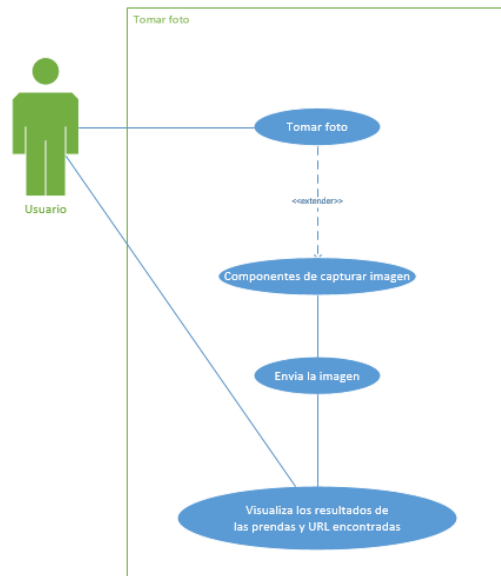 Tomar foto
Tomar foto
Usuario
<<extender>>
Componentes de capturar imagen
Envia la imagen
Visualiza los resultados de
las prendas y URL encontradas